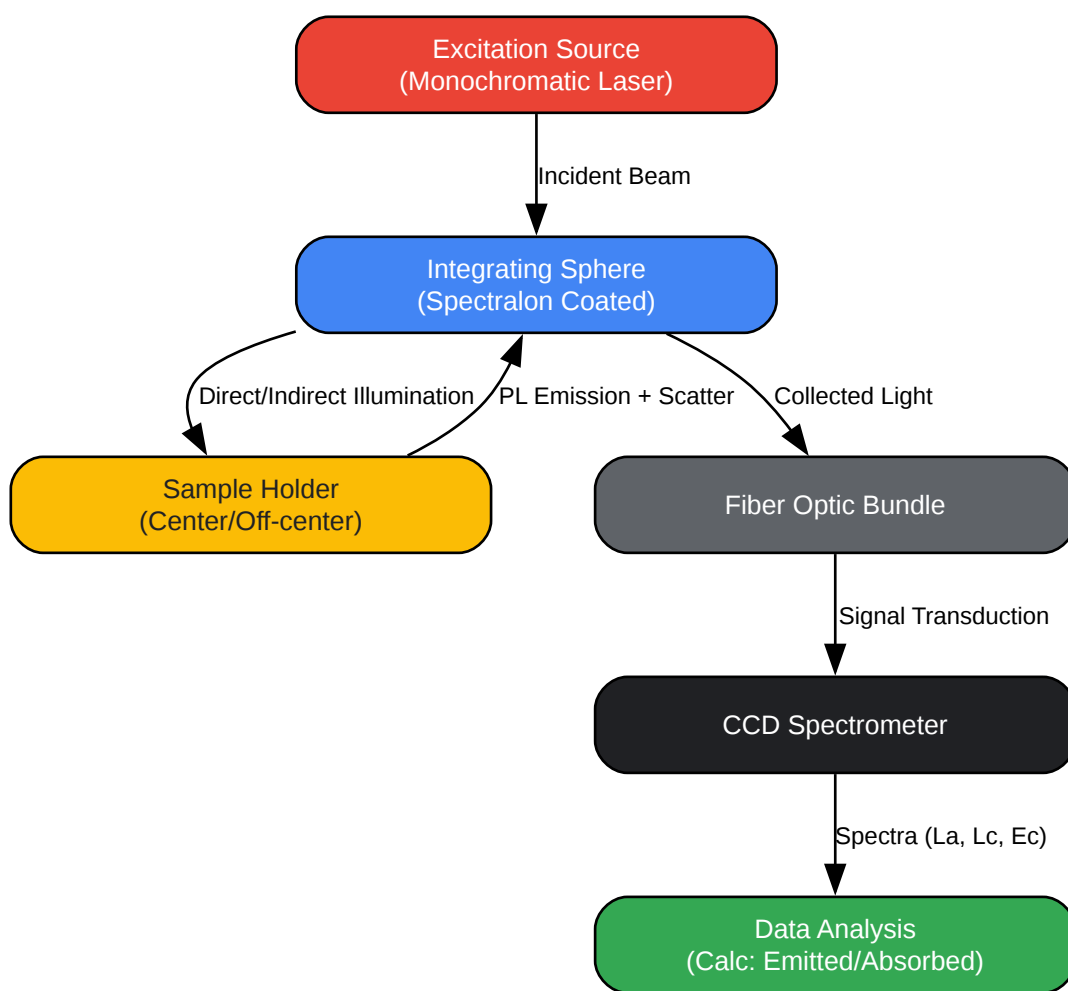 Excitation Source
(Monochromatic Laser)
Incident Beam
Integrating Sphere
(Spectralon Coated)
Direct/Indirect Illumination
PL Emission + Scatter
Collected Light
Sample Holder
(Center/Off-center)
Fiber Optic Bundle
Signal Transduction
CCD Spectrometer
Spectra (La, Lc, Ec)
Data Analysis
(Calc: Emitted/Absorbed)